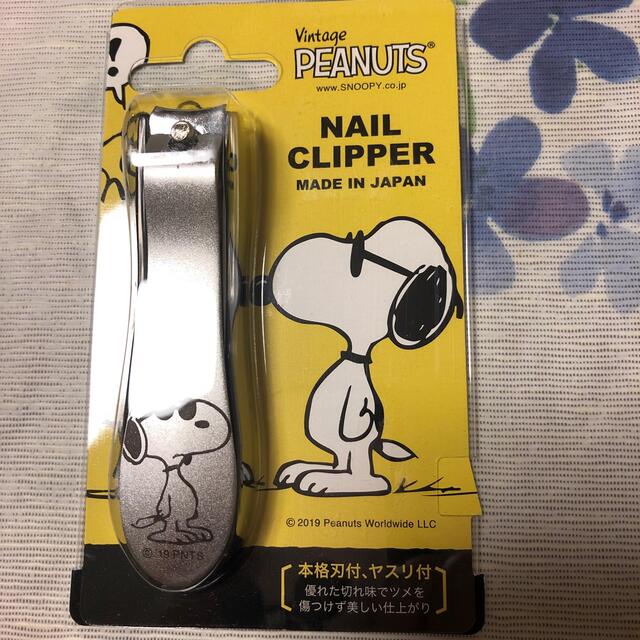 Vintage
PEANUTS®
www.SNOOPY.co.jp
NAIL
CLIPPER
MADE IN JAPAN
© 2019 Peanuts Worldwide LLC
© '19 PNTS
本格刃付、ヤスリ付
優れた切れ味でツメを
傷つけず美しい仕上がり